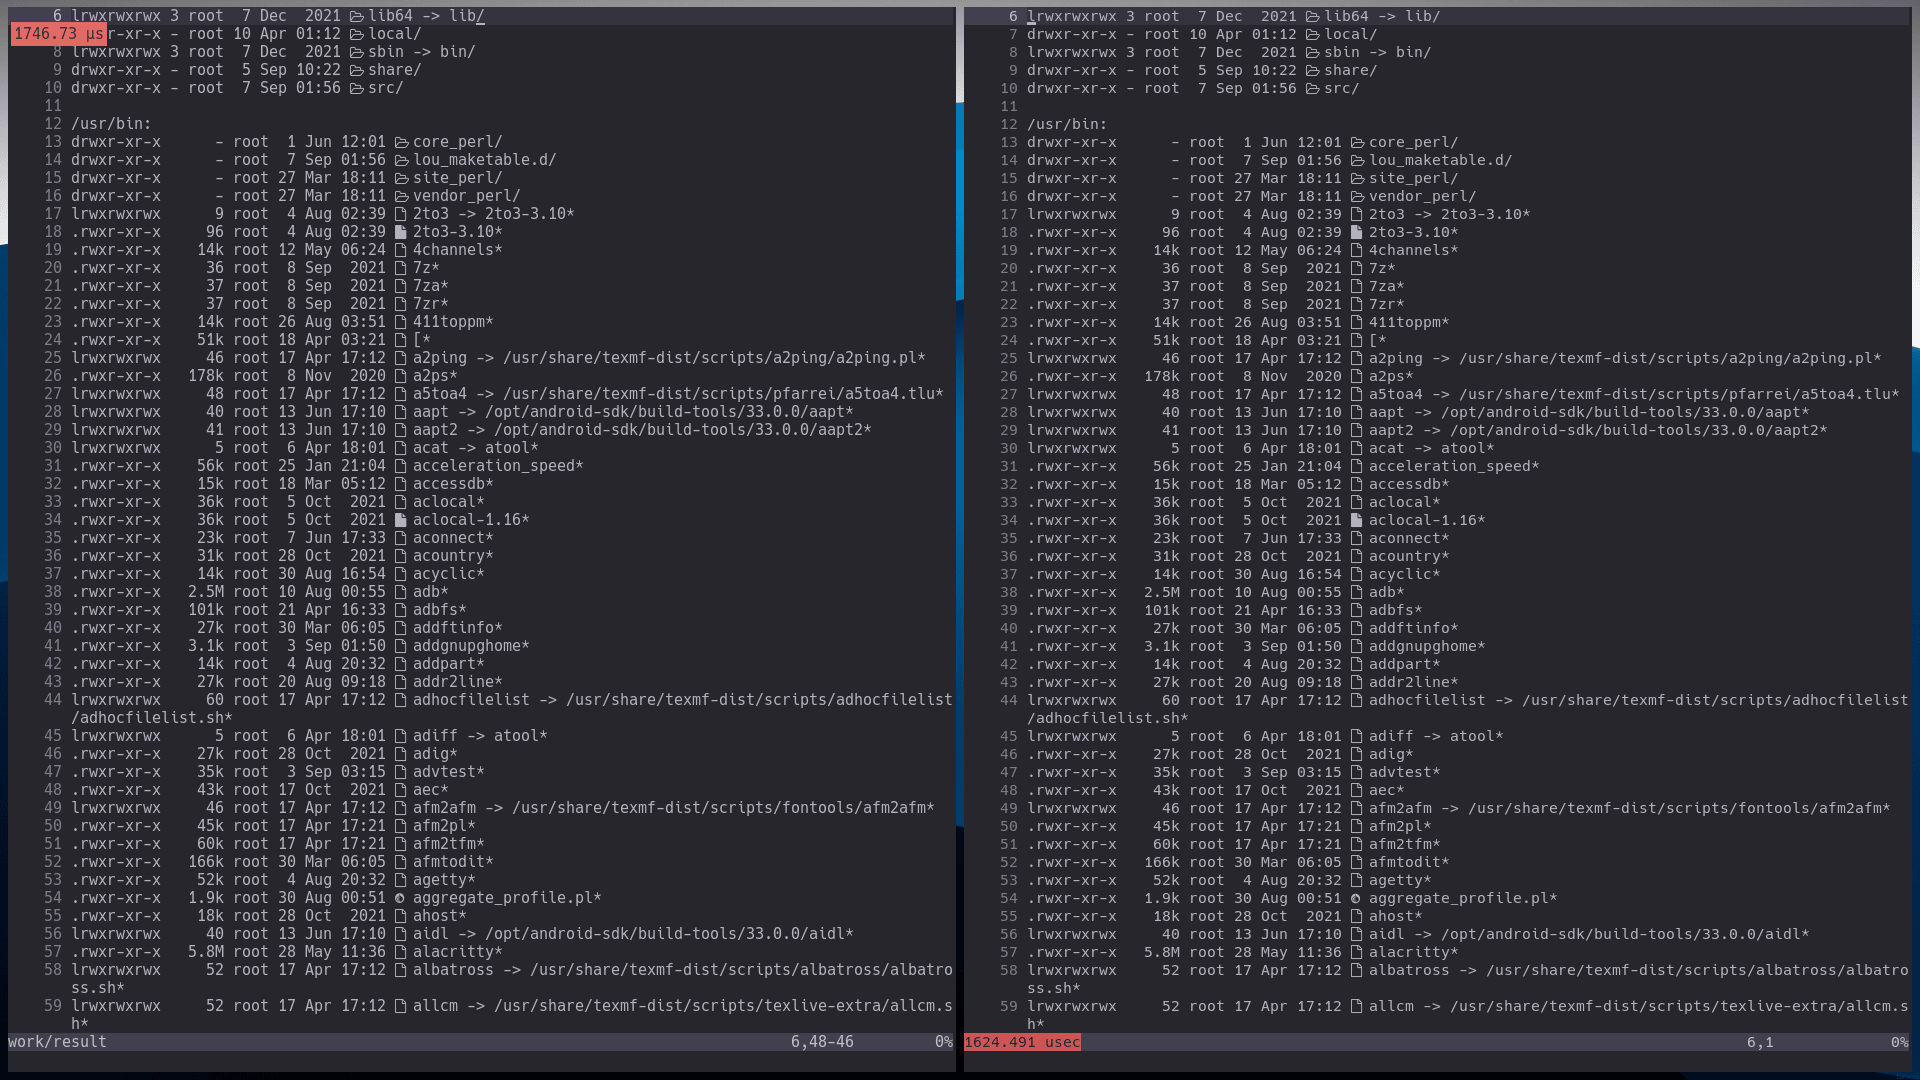 6 lrwxrwxrwx 3 root  7 Dec  2021 lib64 -> lib/
1746.73 µs r-xr-x - root 10 Apr 01:12 local/
8 lrwxrwxrwx 3 root  7 Dec  2021 sbin -> bin/
9 drwxr-xr-x - root  5 Sep 10:22 share/
10 drwxr-xr-x - root  7 Sep 01:56 src/
11
12 /usr/bin:
13 drwxr-xr-x     - root  1 Jun 12:01 core_perl/
14 drwxr-xr-x     - root  7 Sep 01:56 lou_maketable.d/
15 drwxr-xr-x     - root 27 Mar 18:11 site_perl/
16 drwxr-xr-x     - root 27 Mar 18:11 vendor_perl/
17 lrwxrwxrwx     9 root  4 Aug 02:39 2to3 -> 2to3-3.10*
18 .rwxr-xr-x    96 root  4 Aug 02:39 2to3-3.10*
19 .rwxr-xr-x   14k root 12 May 06:24 4channels*
20 .rwxr-xr-x    36 root  8 Sep  2021 7z*
21 .rwxr-xr-x    37 root  8 Sep  2021 7za*
22 .rwxr-xr-x    37 root  8 Sep  2021 7zr*
23 .rwxr-xr-x   14k root 26 Aug 03:51 411toppm*
24 .rwxr-xr-x   51k root 18 Apr 03:21 [*
25 lrwxrwxrwx    46 root 17 Apr 17:12 a2ping -> /usr/share/texmf-dist/scripts/a2ping/a2ping.pl*
26 .rwxr-xr-x  178k root  8 Nov  2020 a2ps*
27 lrwxrwxrwx    48 root 17 Apr 17:12 a5toa4 -> /usr/share/texmf-dist/scripts/pfarrei/a5toa4.tlu*
28 lrwxrwxrwx    40 root 13 Jun 17:10 aapt -> /opt/android-sdk/build-tools/33.0.0/aapt*
29 lrwxrwxrwx    41 root 13 Jun 17:10 aapt2 -> /opt/android-sdk/build-tools/33.0.0/aapt2*
30 lrwxrwxrwx     5 root  6 Apr 18:01 acat -> atool*
31 .rwxr-xr-x   56k root 25 Jan 21:04 acceleration_speed*
32 .rwxr-xr-x   15k root 18 Mar 05:12 accessdb*
33 .rwxr-xr-x   36k root  5 Oct  2021 aclocal*
34 .rwxr-xr-x   36k root  5 Oct  2021 aclocal-1.16*
35 .rwxr-xr-x   23k root  7 Jun 17:33 aconnect*
36 .rwxr-xr-x   31k root 28 Oct  2021 acountry*
37 .rwxr-xr-x   14k root 30 Aug 16:54 acyclic*
38 .rwxr-xr-x  2.5M root 10 Aug 00:55 adb*
39 .rwxr-xr-x  101k root 21 Apr 16:33 adbfs*
40 .rwxr-xr-x   27k root 30 Mar 06:05 addftinfo*
41 .rwxr-xr-x  3.1k root  3 Sep 01:50 addgnupghome*
42 .rwxr-xr-x   14k root  4 Aug 20:32 addpart*
43 .rwxr-xr-x   27k root 20 Aug 09:18 addr2line*
44 lrwxrwxrwx    60 root 17 Apr 17:12 adhocfilelist -> /usr/share/texmf-dist/scripts/adhocfilelist
/adhocfilelist.sh*
45 lrwxrwxrwx     5 root  6 Apr 18:01 adiff -> atool*
46 .rwxr-xr-x   27k root 28 Oct  2021 adig*
47 .rwxr-xr-x   35k root  3 Sep 03:15 advtest*
48 .rwxr-xr-x   43k root 17 Oct  2021 aec*
49 lrwxrwxrwx    46 root 17 Apr 17:12 afm2afm -> /usr/share/texmf-dist/scripts/fontools/afm2afm*
50 .rwxr-xr-x   45k root 17 Apr 17:21 afm2pl*
51 .rwxr-xr-x   60k root 17 Apr 17:21 afm2tfm*
52 .rwxr-xr-x  166k root 30 Mar 06:05 afmtodit*
53 .rwxr-xr-x   52k root  4 Aug 20:32 agetty*
54 .rwxr-xr-x  1.9k root 30 Aug 00:51 aggregate_profile.pl*
55 .rwxr-xr-x   18k root 28 Oct  2021 ahost*
56 lrwxrwxrwx    40 root 13 Jun 17:10 aidl -> /opt/android-sdk/build-tools/33.0.0/aidl*
57 .rwxr-xr-x  5.8M root 28 May 11:36 alacritty*
58 lrwxrwxrwx    52 root 17 Apr 17:12 albatross -> /usr/share/texmf-dist/scripts/albatross/albatro
ss.sh*
59 lrwxrwxrwx    52 root 17 Apr 17:12 allcm -> /usr/share/texmf-dist/scripts/texlive-extra/allcm.s
h*
work/result 6,48-46 0%
6 lrwxrwxrwx 3 root  7 Dec  2021 lib64 -> lib/
7 drwxr-xr-x - root 10 Apr 01:12 local/
8 lrwxrwxrwx 3 root  7 Dec  2021 sbin -> bin/
9 drwxr-xr-x - root  5 Sep 10:22 share/
10 drwxr-xr-x - root  7 Sep 01:56 src/
11
12 /usr/bin:
13 drwxr-xr-x     - root  1 Jun 12:01 core_perl/
14 drwxr-xr-x     - root  7 Sep 01:56 lou_maketable.d/
15 drwxr-xr-x     - root 27 Mar 18:11 site_perl/
16 drwxr-xr-x     - root 27 Mar 18:11 vendor_perl/
17 lrwxrwxrwx     9 root  4 Aug 02:39 2to3 -> 2to3-3.10*
18 .rwxr-xr-x    96 root  4 Aug 02:39 2to3-3.10*
19 .rwxr-xr-x   14k root 12 May 06:24 4channels*
20 .rwxr-xr-x    36 root  8 Sep  2021 7z*
21 .rwxr-xr-x    37 root  8 Sep  2021 7za*
22 .rwxr-xr-x    37 root  8 Sep  2021 7zr*
23 .rwxr-xr-x   14k root 26 Aug 03:51 411toppm*
24 .rwxr-xr-x   51k root 18 Apr 03:21 [*
25 lrwxrwxrwx    46 root 17 Apr 17:12 a2ping -> /usr/share/texmf-dist/scripts/a2ping/a2ping.pl*
26 .rwxr-xr-x  178k root  8 Nov  2020 a2ps*
27 lrwxrwxrwx    48 root 17 Apr 17:12 a5toa4 -> /usr/share/texmf-dist/scripts/pfarrei/a5toa4.tlu*
28 lrwxrwxrwx    40 root 13 Jun 17:10 aapt -> /opt/android-sdk/build-tools/33.0.0/aapt*
29 lrwxrwxrwx    41 root 13 Jun 17:10 aapt2 -> /opt/android-sdk/build-tools/33.0.0/aapt2*
30 lrwxrwxrwx     5 root  6 Apr 18:01 acat -> atool*
31 .rwxr-xr-x   56k root 25 Jan 21:04 acceleration_speed*
32 .rwxr-xr-x   15k root 18 Mar 05:12 accessdb*
33 .rwxr-xr-x   36k root  5 Oct  2021 aclocal*
34 .rwxr-xr-x   36k root  5 Oct  2021 aclocal-1.16*
35 .rwxr-xr-x   23k root  7 Jun 17:33 aconnect*
36 .rwxr-xr-x   31k root 28 Oct  2021 acountry*
37 .rwxr-xr-x   14k root 30 Aug 16:54 acyclic*
38 .rwxr-xr-x  2.5M root 10 Aug 00:55 adb*
39 .rwxr-xr-x  101k root 21 Apr 16:33 adbfs*
40 .rwxr-xr-x   27k root 30 Mar 06:05 addftinfo*
41 .rwxr-xr-x  3.1k root  3 Sep 01:50 addgnupghome*
42 .rwxr-xr-x   14k root  4 Aug 20:32 addpart*
43 .rwxr-xr-x   27k root 20 Aug 09:18 addr2line*
44 lrwxrwxrwx    60 root 17 Apr 17:12 adhocfilelist -> /usr/share/texmf-dist/scripts/adhocfilelist
/adhocfilelist.sh*
45 lrwxrwxrwx     5 root  6 Apr 18:01 adiff -> atool*
46 .rwxr-xr-x   27k root 28 Oct  2021 adig*
47 .rwxr-xr-x   35k root  3 Sep 03:15 advtest*
48 .rwxr-xr-x   43k root 17 Oct  2021 aec*
49 lrwxrwxrwx    46 root 17 Apr 17:12 afm2afm -> /usr/share/texmf-dist/scripts/fontools/afm2afm*
50 .rwxr-xr-x   45k root 17 Apr 17:21 afm2pl*
51 .rwxr-xr-x   60k root 17 Apr 17:21 afm2tfm*
52 .rwxr-xr-x  166k root 30 Mar 06:05 afmtodit*
53 .rwxr-xr-x   52k root  4 Aug 20:32 agetty*
54 .rwxr-xr-x  1.9k root 30 Aug 00:51 aggregate_profile.pl*
55 .rwxr-xr-x   18k root 28 Oct  2021 ahost*
56 lrwxrwxrwx    40 root 13 Jun 17:10 aidl -> /opt/android-sdk/build-tools/33.0.0/aidl*
57 .rwxr-xr-x  5.8M root 28 May 11:36 alacritty*
58 lrwxrwxrwx    52 root 17 Apr 17:12 albatross -> /usr/share/texmf-dist/scripts/albatross/albatro
ss.sh*
59 lrwxrwxrwx    52 root 17 Apr 17:12 allcm -> /usr/share/texmf-dist/scripts/texlive-extra/allcm.s
h*
1624.491 usec 6,1 0%